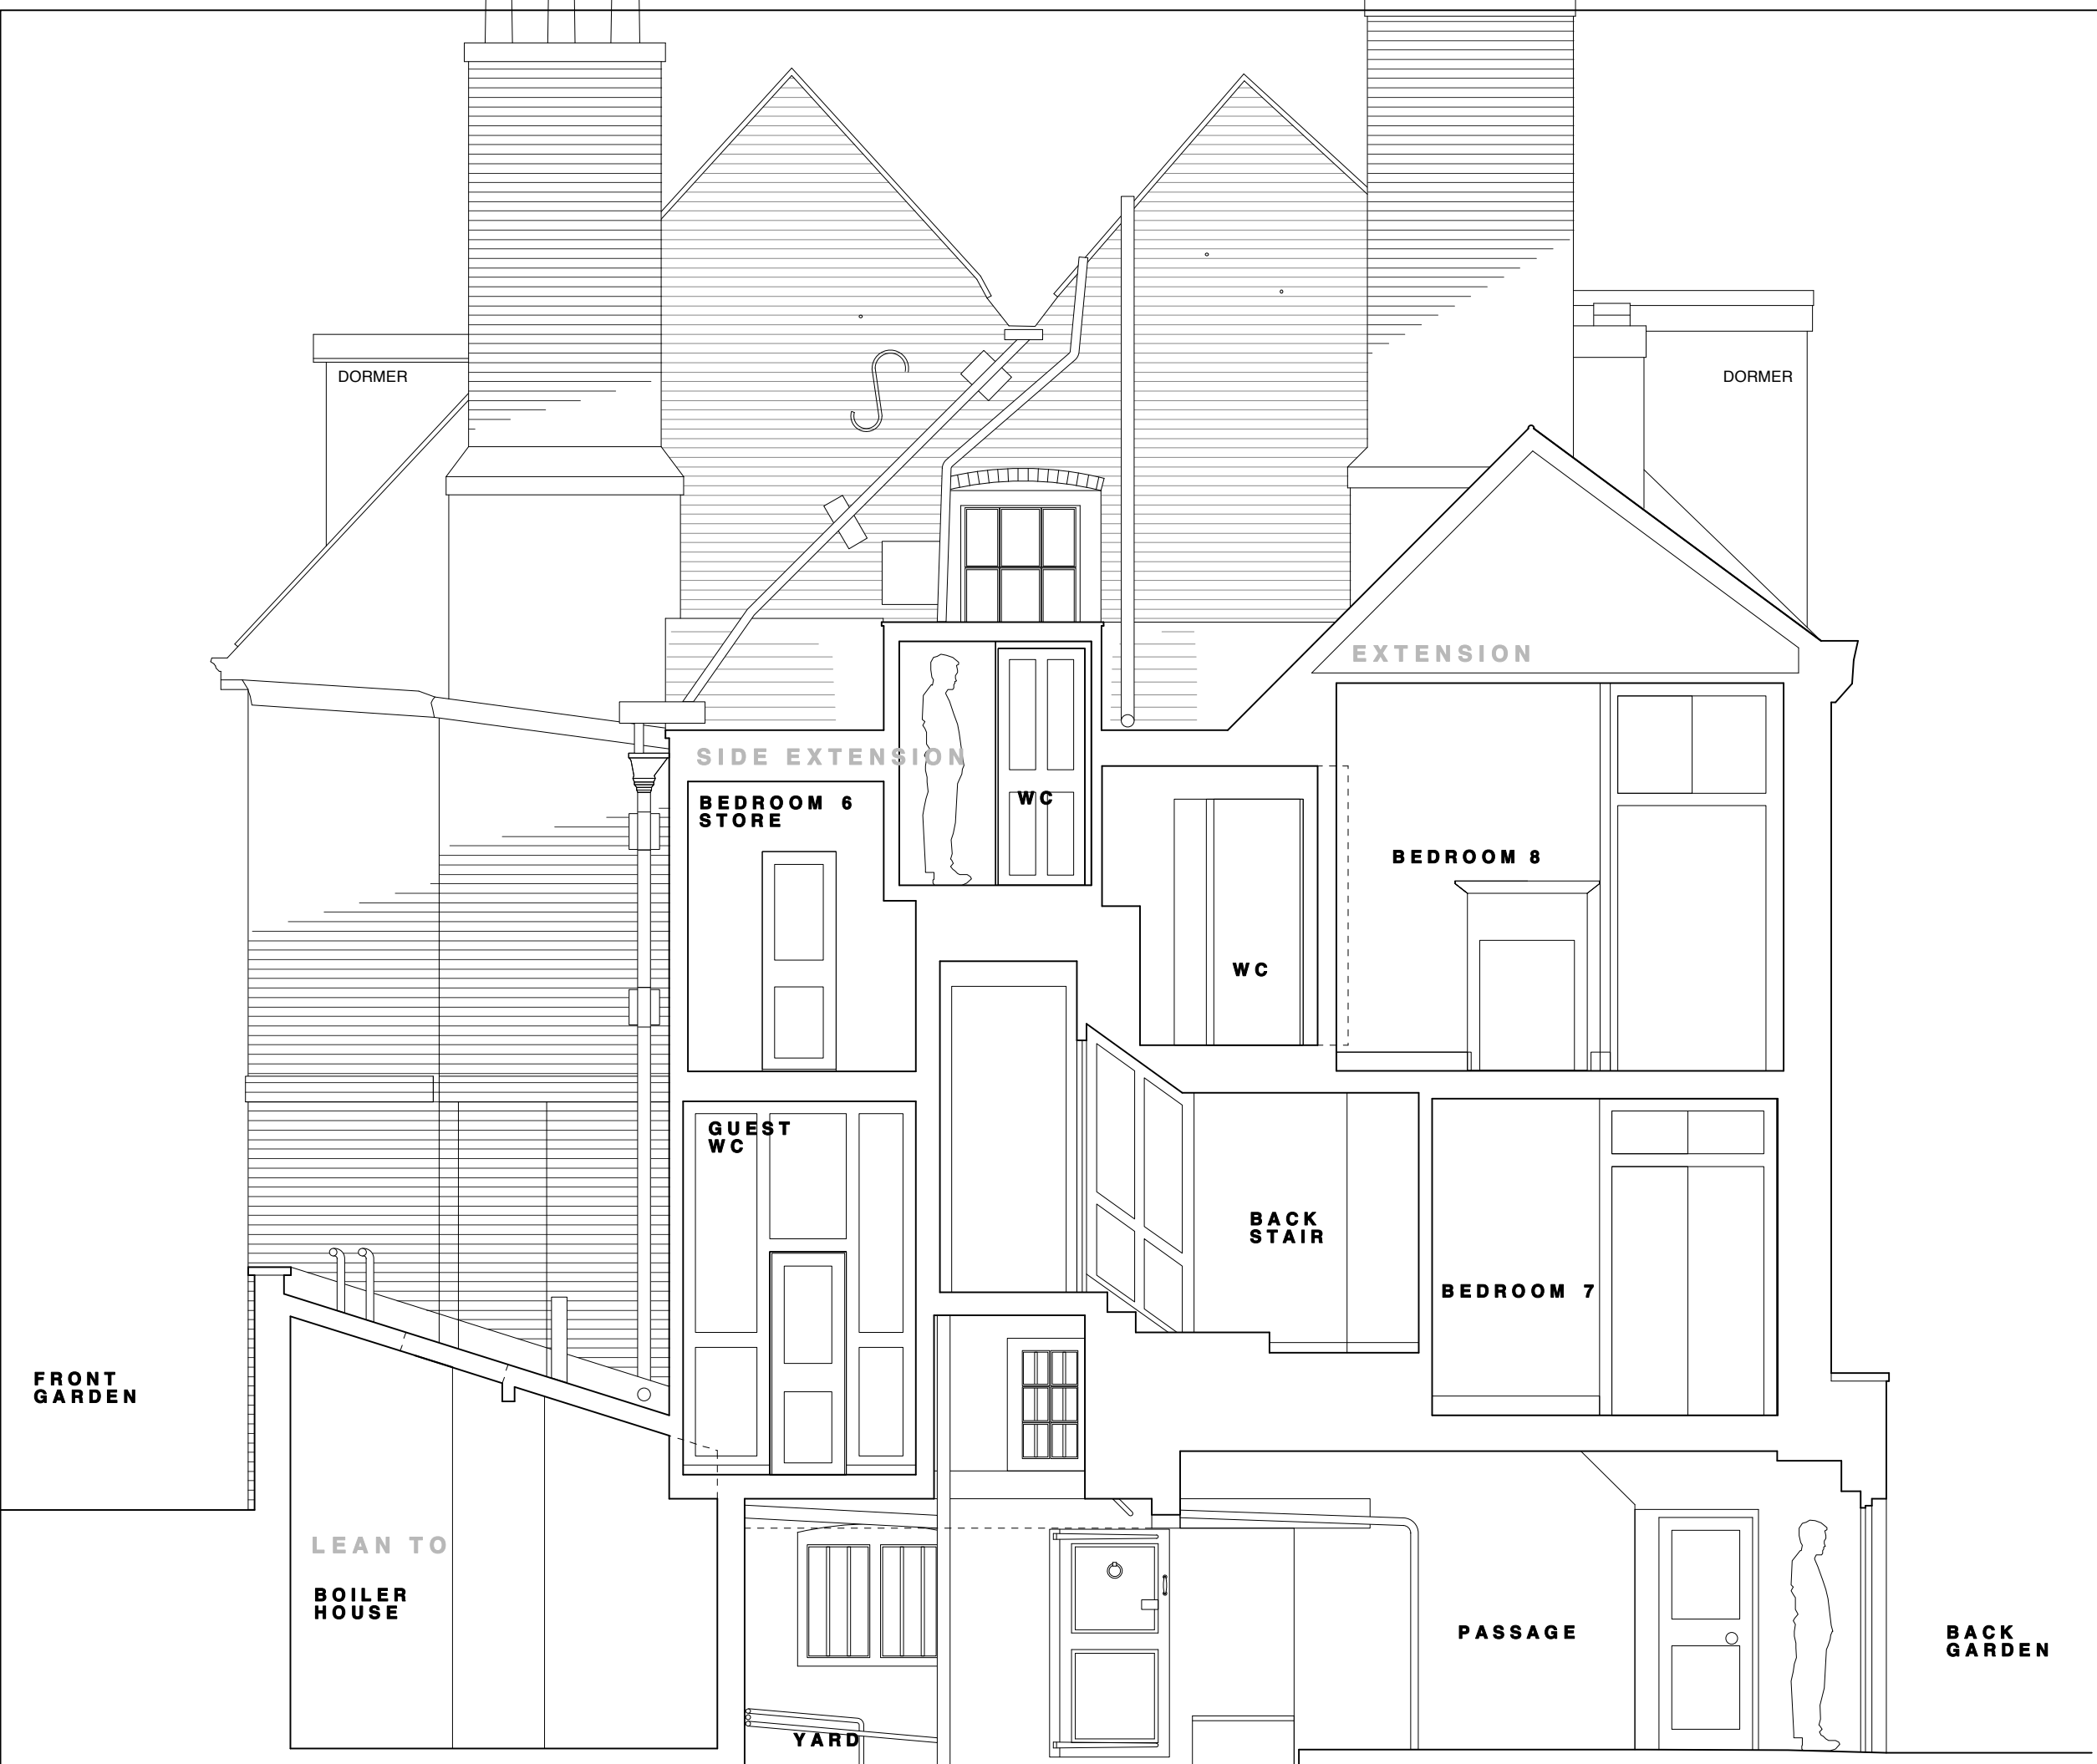 DORMER
DORMER
EXTENSION
SIDE EXTENSION
BEDROOM 6
STORE
WC
BEDROOM 8
WC
GUEST
WC
BACK
STAIR
BEDROOM 7
FRONT
GARDEN
LEAN TO
BOILER
HOUSE
PASSAGE
BACK
GARDEN
YARD